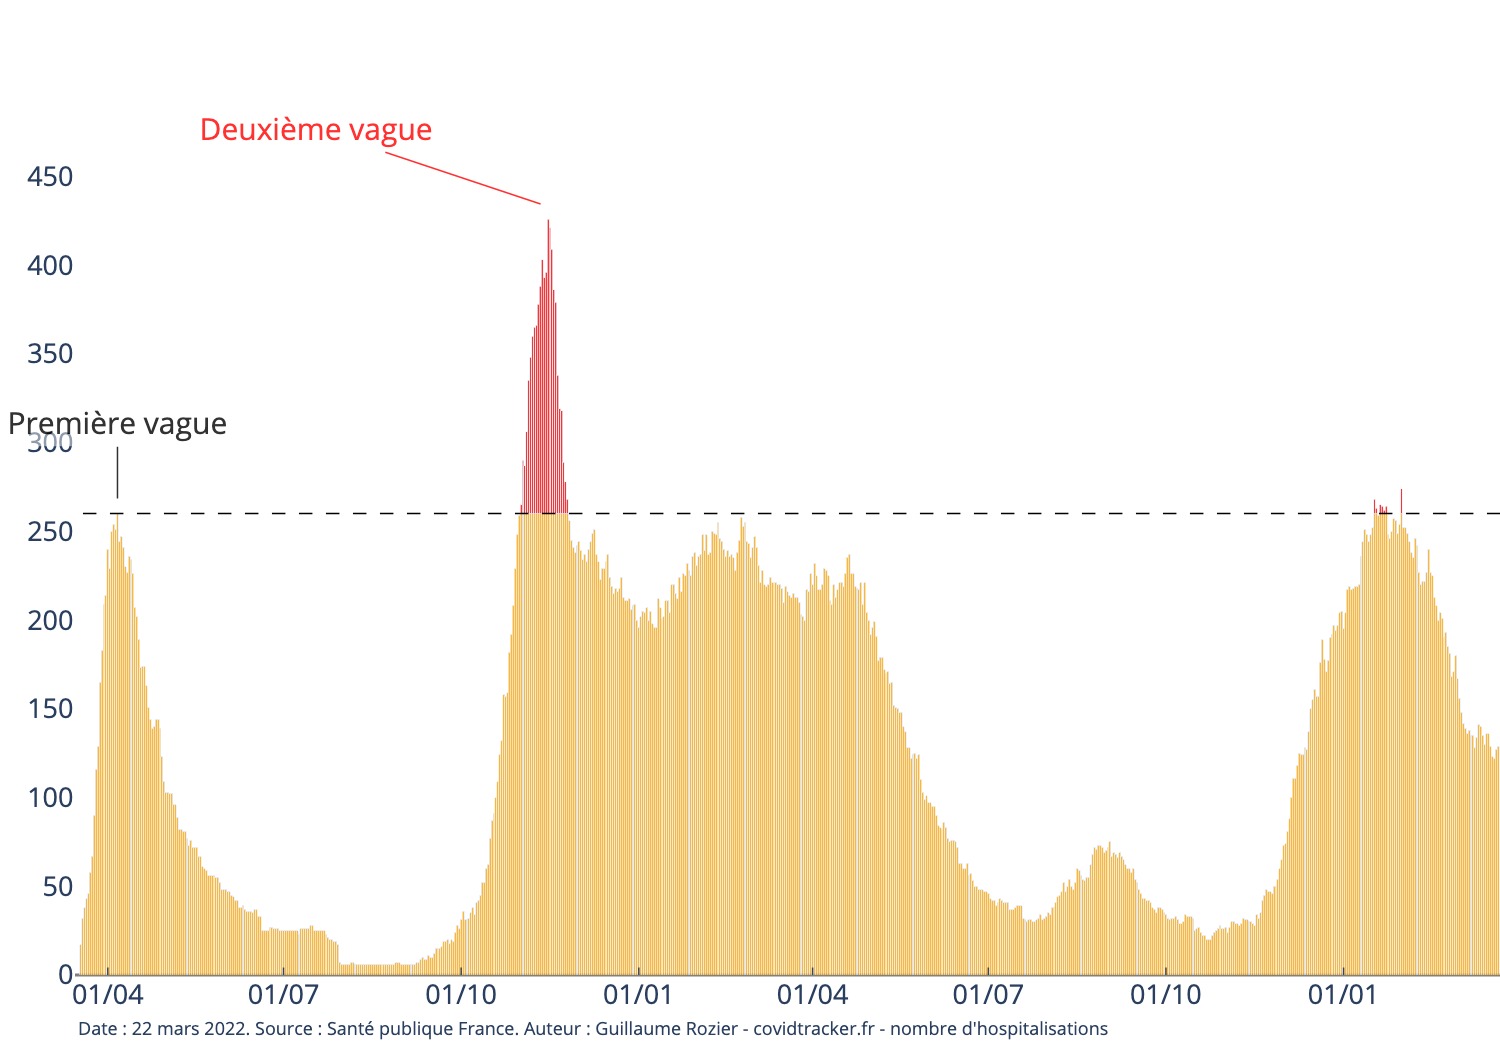 Deuxième vague
450
400
350
Première vague
300
250
200
150
100
50
0
01/04 01/07 01/10 01/01 01/04 01/07 01/10 01/01
Date : 22 mars 2022. Source : Santé publique France. Auteur : Guillaume Rozier - covidtracker.fr - nombre d'hospitalisations